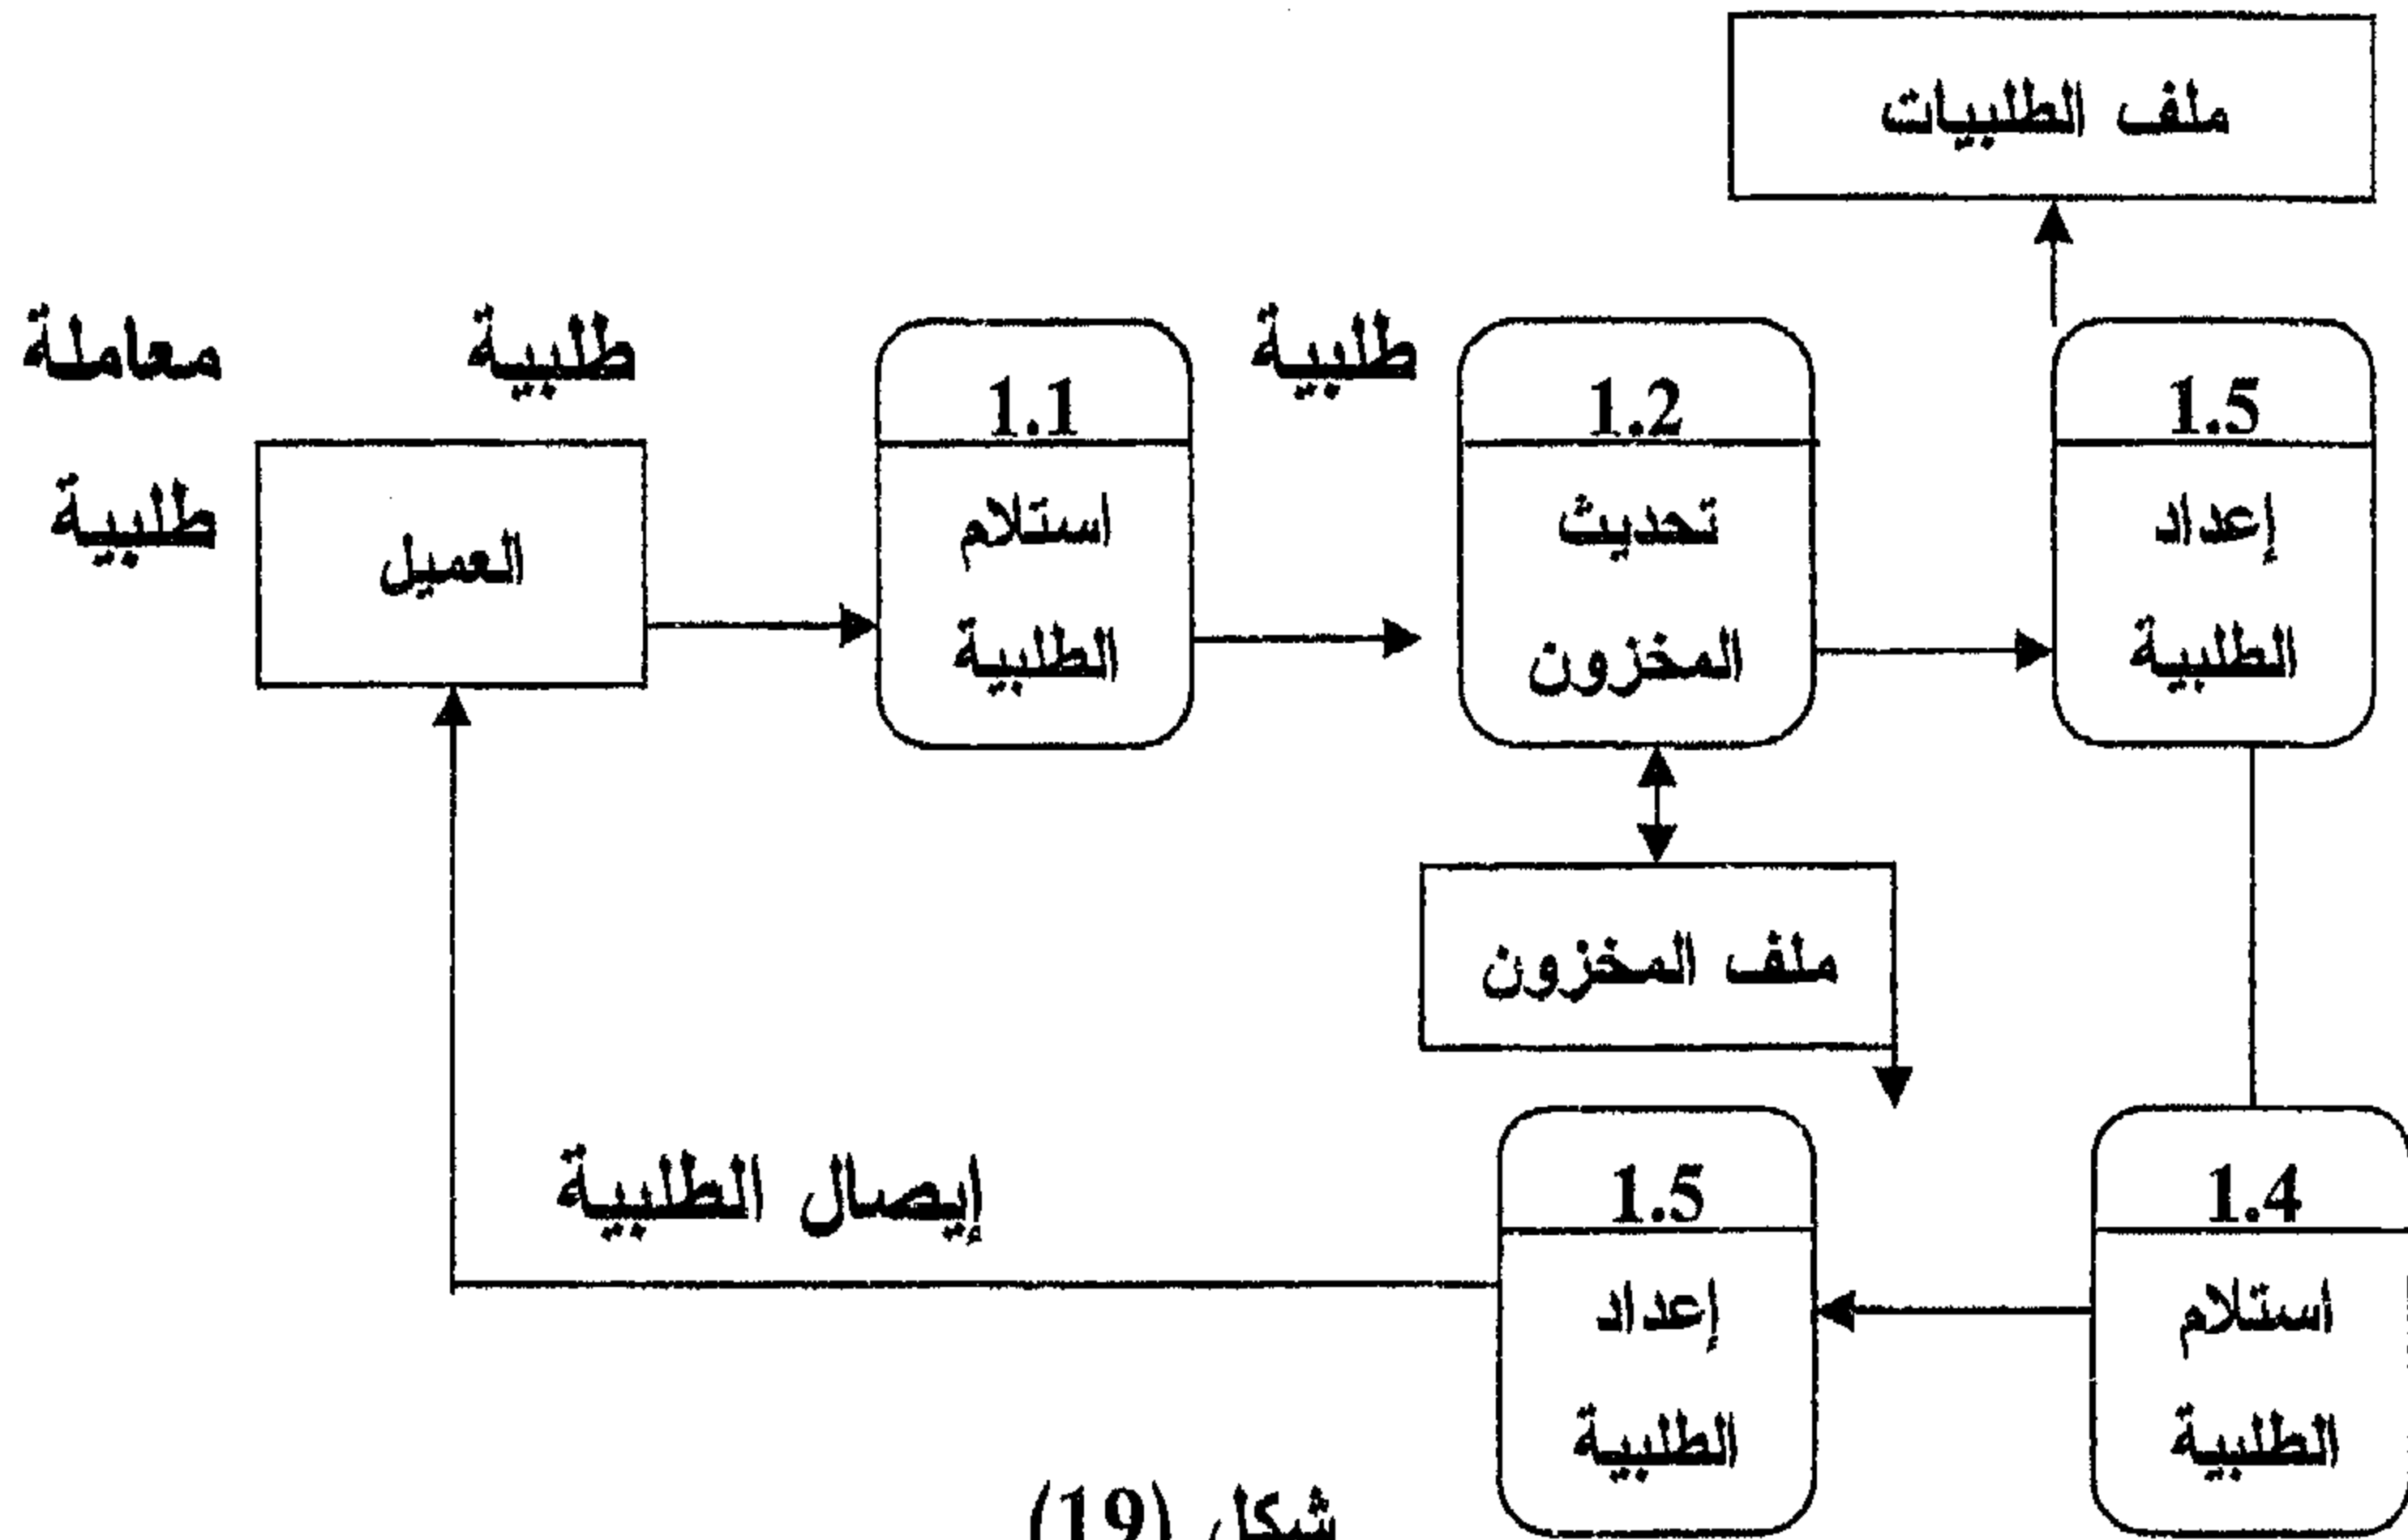 ملف الطلبيات
معاملة
طلبية
طلبية
العميل
1.1
استلام
الطلبية
طلبية
1.2
تحديث
المخزون
1.5
إعداد
الطلبية
ملف المخزون
إيصال الطلبية
1.5
إعداد
الطلبية
1.4
استلام
الطلبية
شكل (19)